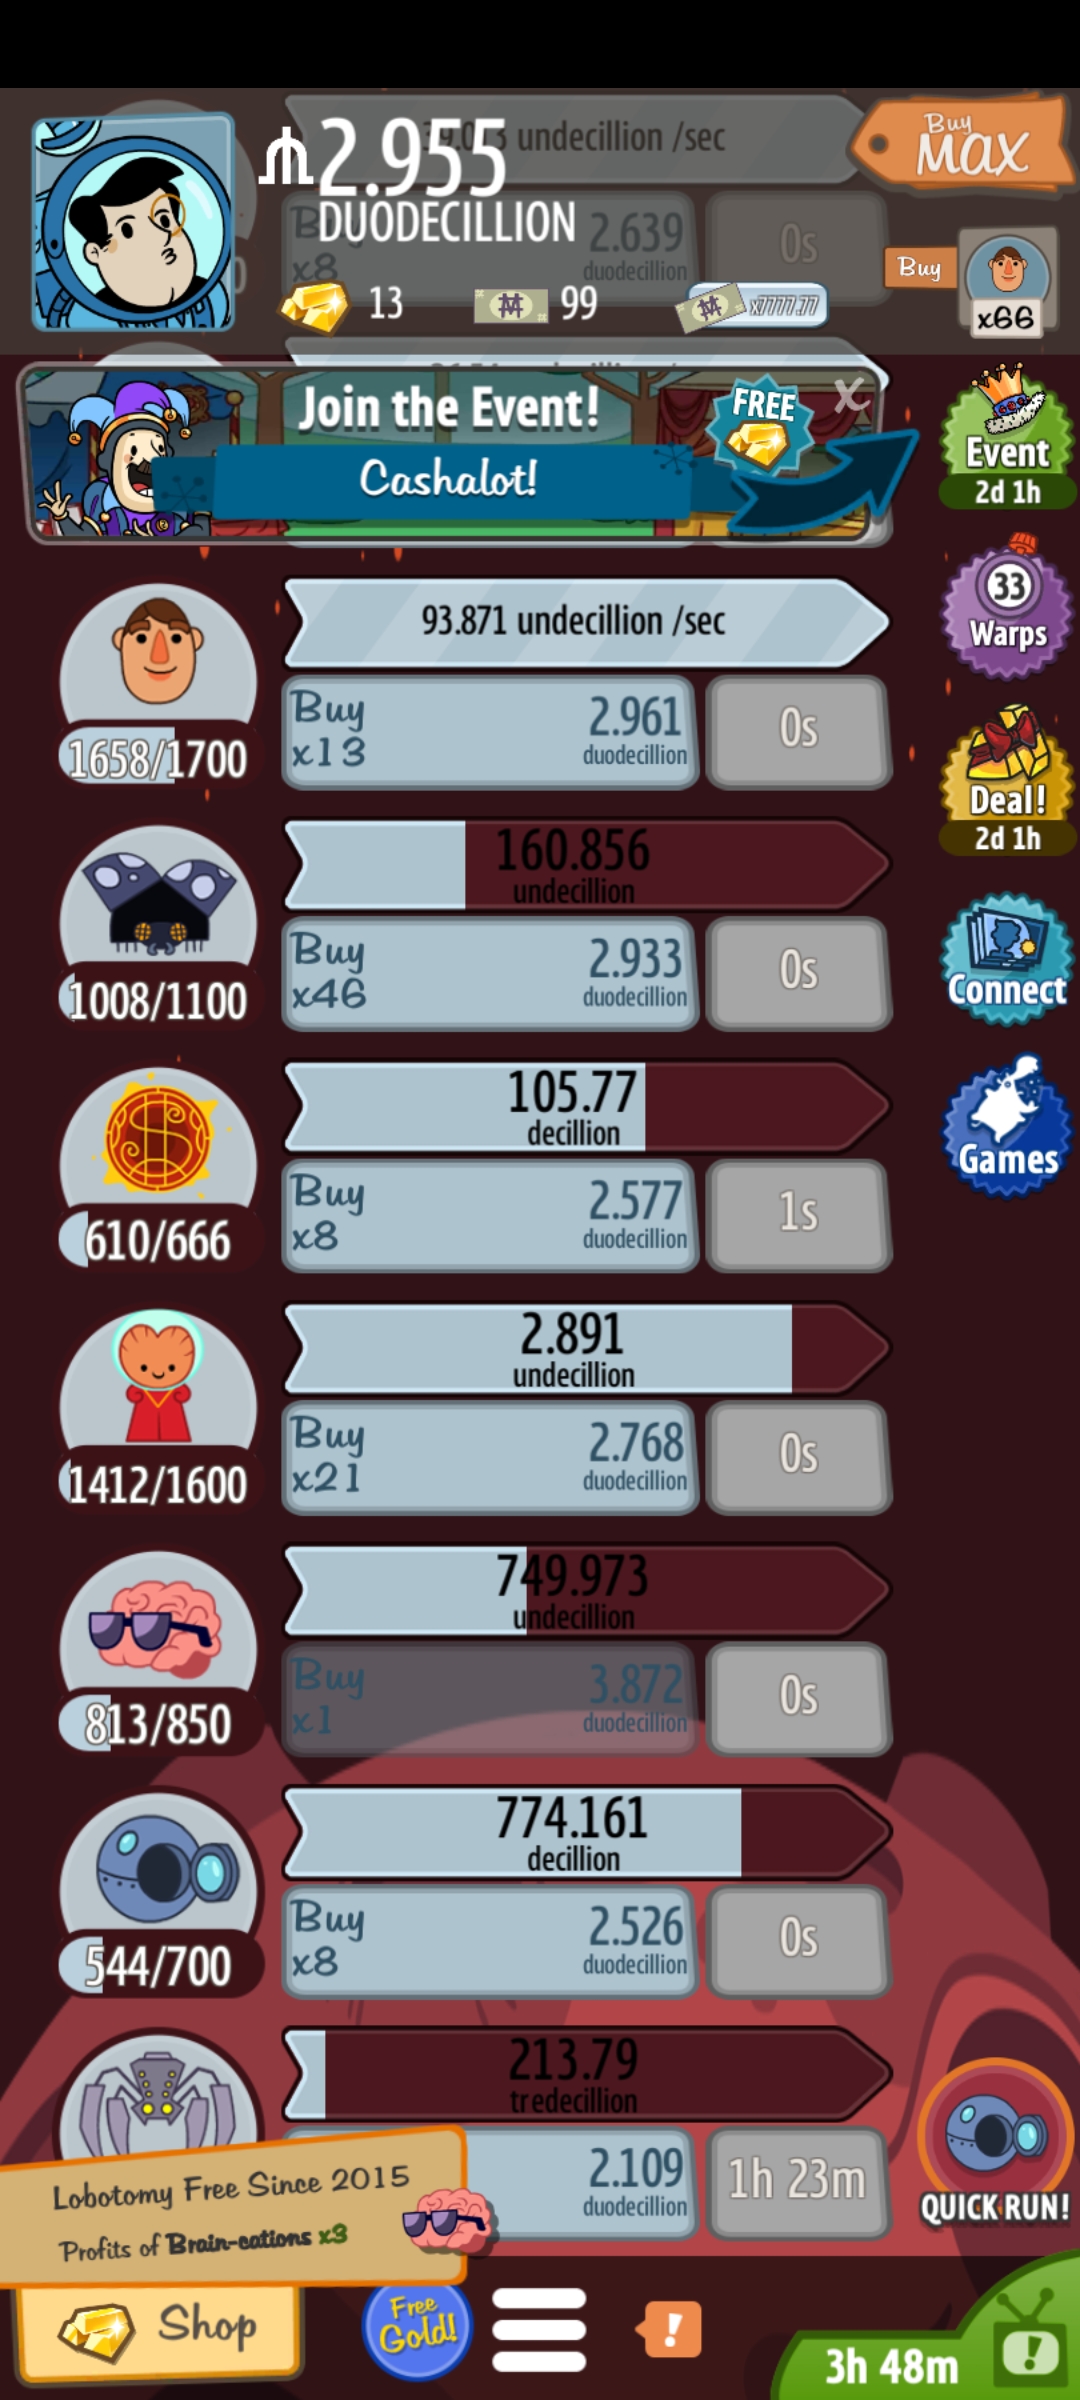 2.955
DUODECILLION
undecillion /sec
Buy
MAX
Buy
x8
2.639
duodecillion
0s
13
99
x7777.77
Buy
x66
Join the Event!
Cashalot!
FREE
X
Event
2d 1h
93.871 undecillion /sec
Buy
x13
2.961
duodecillion
0s
1658/1700
33
Warps
Deal!
2d 1h
160.856
undecillion
Buy
x46
2.933
duodecillion
0s
1008/1100
Connect
105.77
decillion
Buy
x8
2.577
duodecillion
1s
610/666
Games
2.891
undecillion
Buy
x21
2.768
duodecillion
0s
1412/1600
749.973
undecillion
Buy
x1
3.872
duodecillion
0s
813/850
774.161
decillion
Buy
x8
2.526
duodecillion
0s
544/700
213.79
tredecillion
2.109
duodecillion
1h 23m
QUICK RUN!
Lobotomy Free Since 2015
Profits of Brain-cations x3
Shop
Free
Gold!
!
3h 48m
!